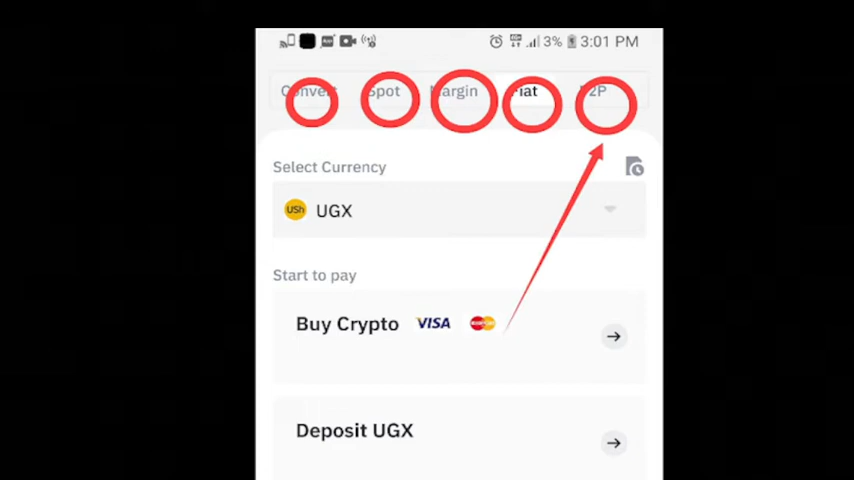 3% 3:01 PM
Convert Spot Margin Fiat P2P
Select Currency
USh UGX
Start to pay
Buy Crypto VISA
Deposit UGX